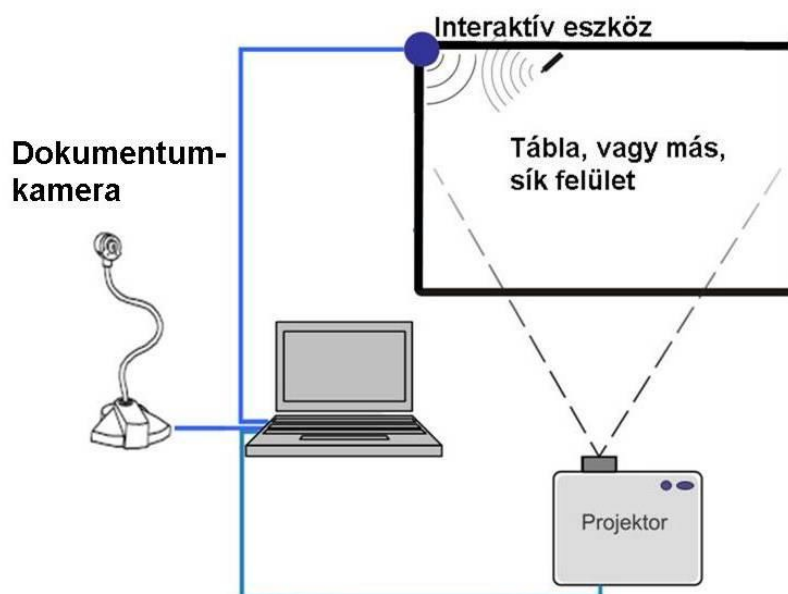 Interaktív eszköz
Tábla, vagy más,
sík felület
Dokumentum-
kamera
Projektor